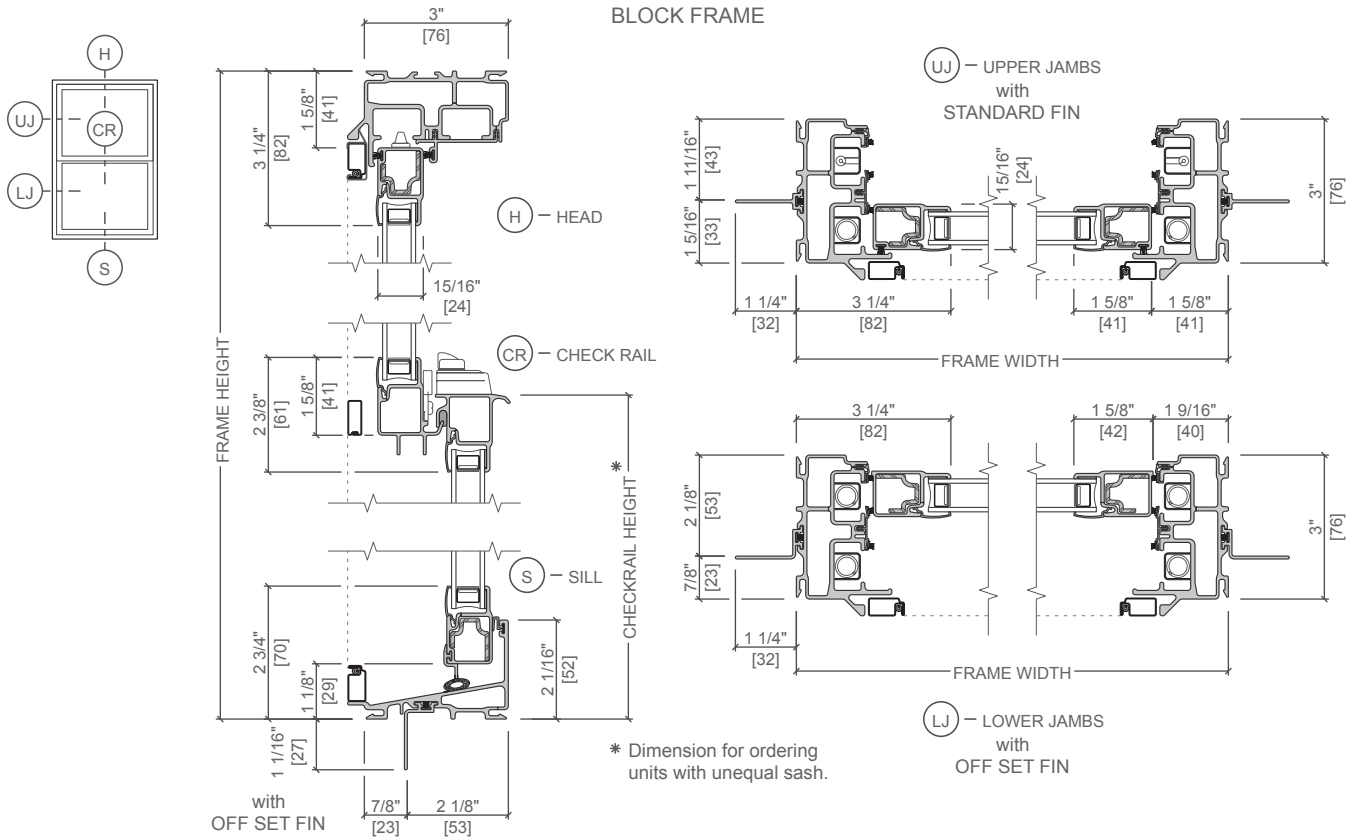 BLOCK FRAME
H
UJ
CR
LJ
S
3"
[76]
FRAME HEIGHT
3 1/4"
[82]
1 5/8"
[41]
H – HEAD
15/16"
[24]
CR – CHECK RAIL
2 3/8"
[61]
1 5/8"
[41]
CHECKRAIL HEIGHT *
S – SILL
2 3/4"
[70]
1 1/8"
[29]
2 1/16"
[52]
1 1/16"
[27]
with
OFF SET FIN
7/8"
[23]
2 1/8"
[53]
* Dimension for ordering
units with unequal sash.
UJ – UPPER JAMBS
with
STANDARD FIN
1 11/16"
[43]
1 5/16"
[33]
15/16"
[24]
3"
[76]
1 1/4"
[32]
3 1/4"
[82]
1 5/8"
[41]
1 5/8"
[41]
FRAME WIDTH
3 1/4"
[82]
1 5/8"
[42]
1 9/16"
[40]
2 1/8"
[53]
7/8"
[23]
3"
[76]
1 1/4"
[32]
FRAME WIDTH
LJ – LOWER JAMBS
with
OFF SET FIN